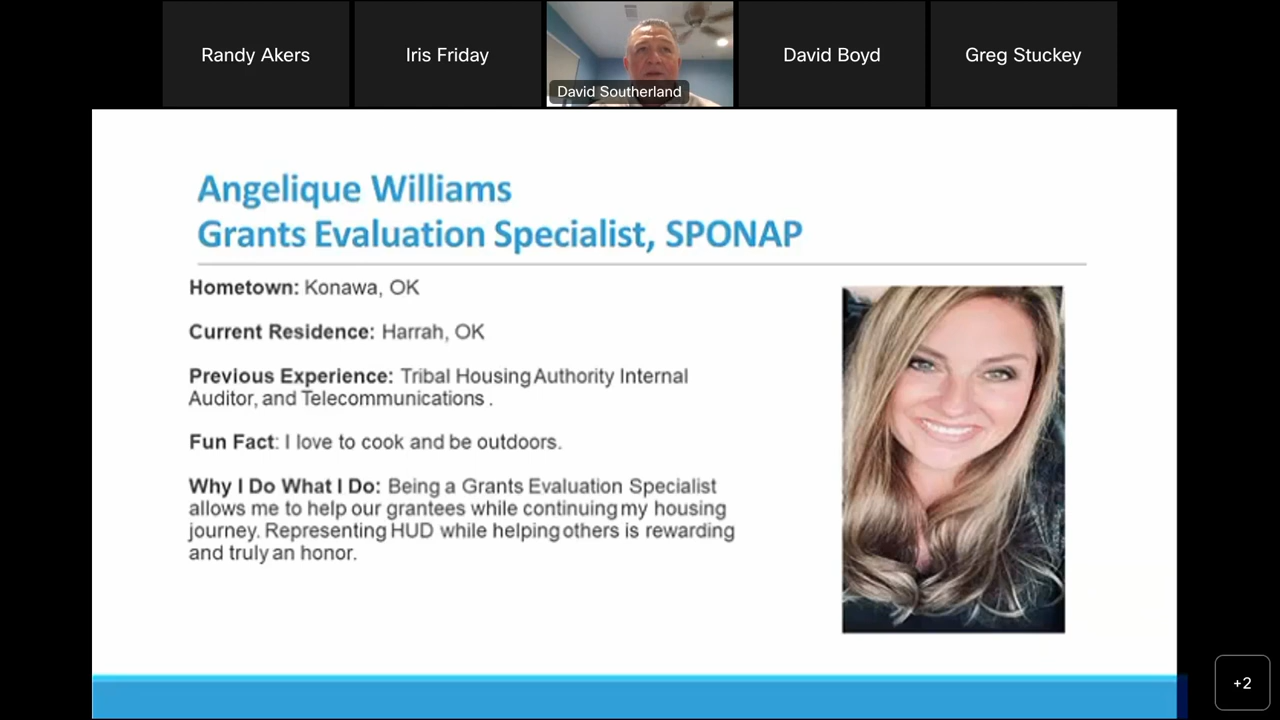 Randy Akers
Iris Friday
David Southerland
David Boyd
Greg Stuckey
Angelique Williams
Grants Evaluation Specialist, SPONAP
Hometown: Konawa, OK
Current Residence: Harrah, OK
Previous Experience: Tribal Housing Authority Internal
Auditor, and Telecommunications .
Fun Fact: I love to cook and be outdoors.
Why I Do What I Do: Being a Grants Evaluation Specialist
allows me to help our grantees while continuing my housing
journey. Representing HUD while helping others is rewarding
and truly an honor.
+2